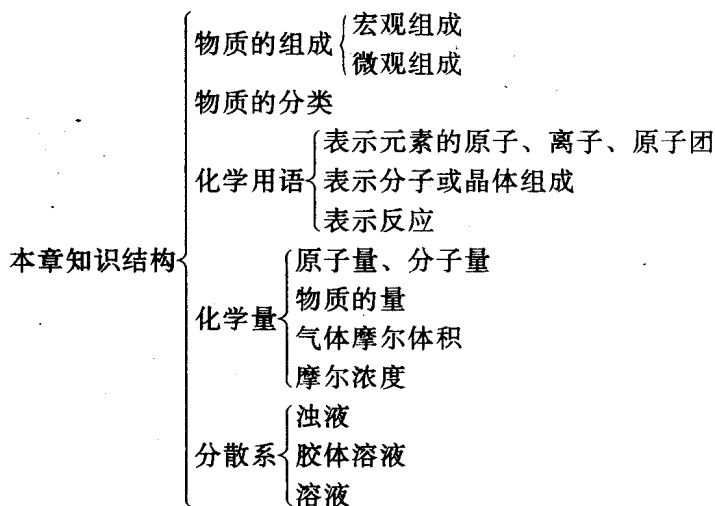 宏观组成
物质的组成
微观组成
物质的分类
表示元素的原子、离子、原子团
化学用语
表示分子或晶体组成
表示反应
本章知识结构
原子量、分子量
物质的量
化学量
气体摩尔体积
摩尔浓度
浊液
分散系
胶体溶液
溶液